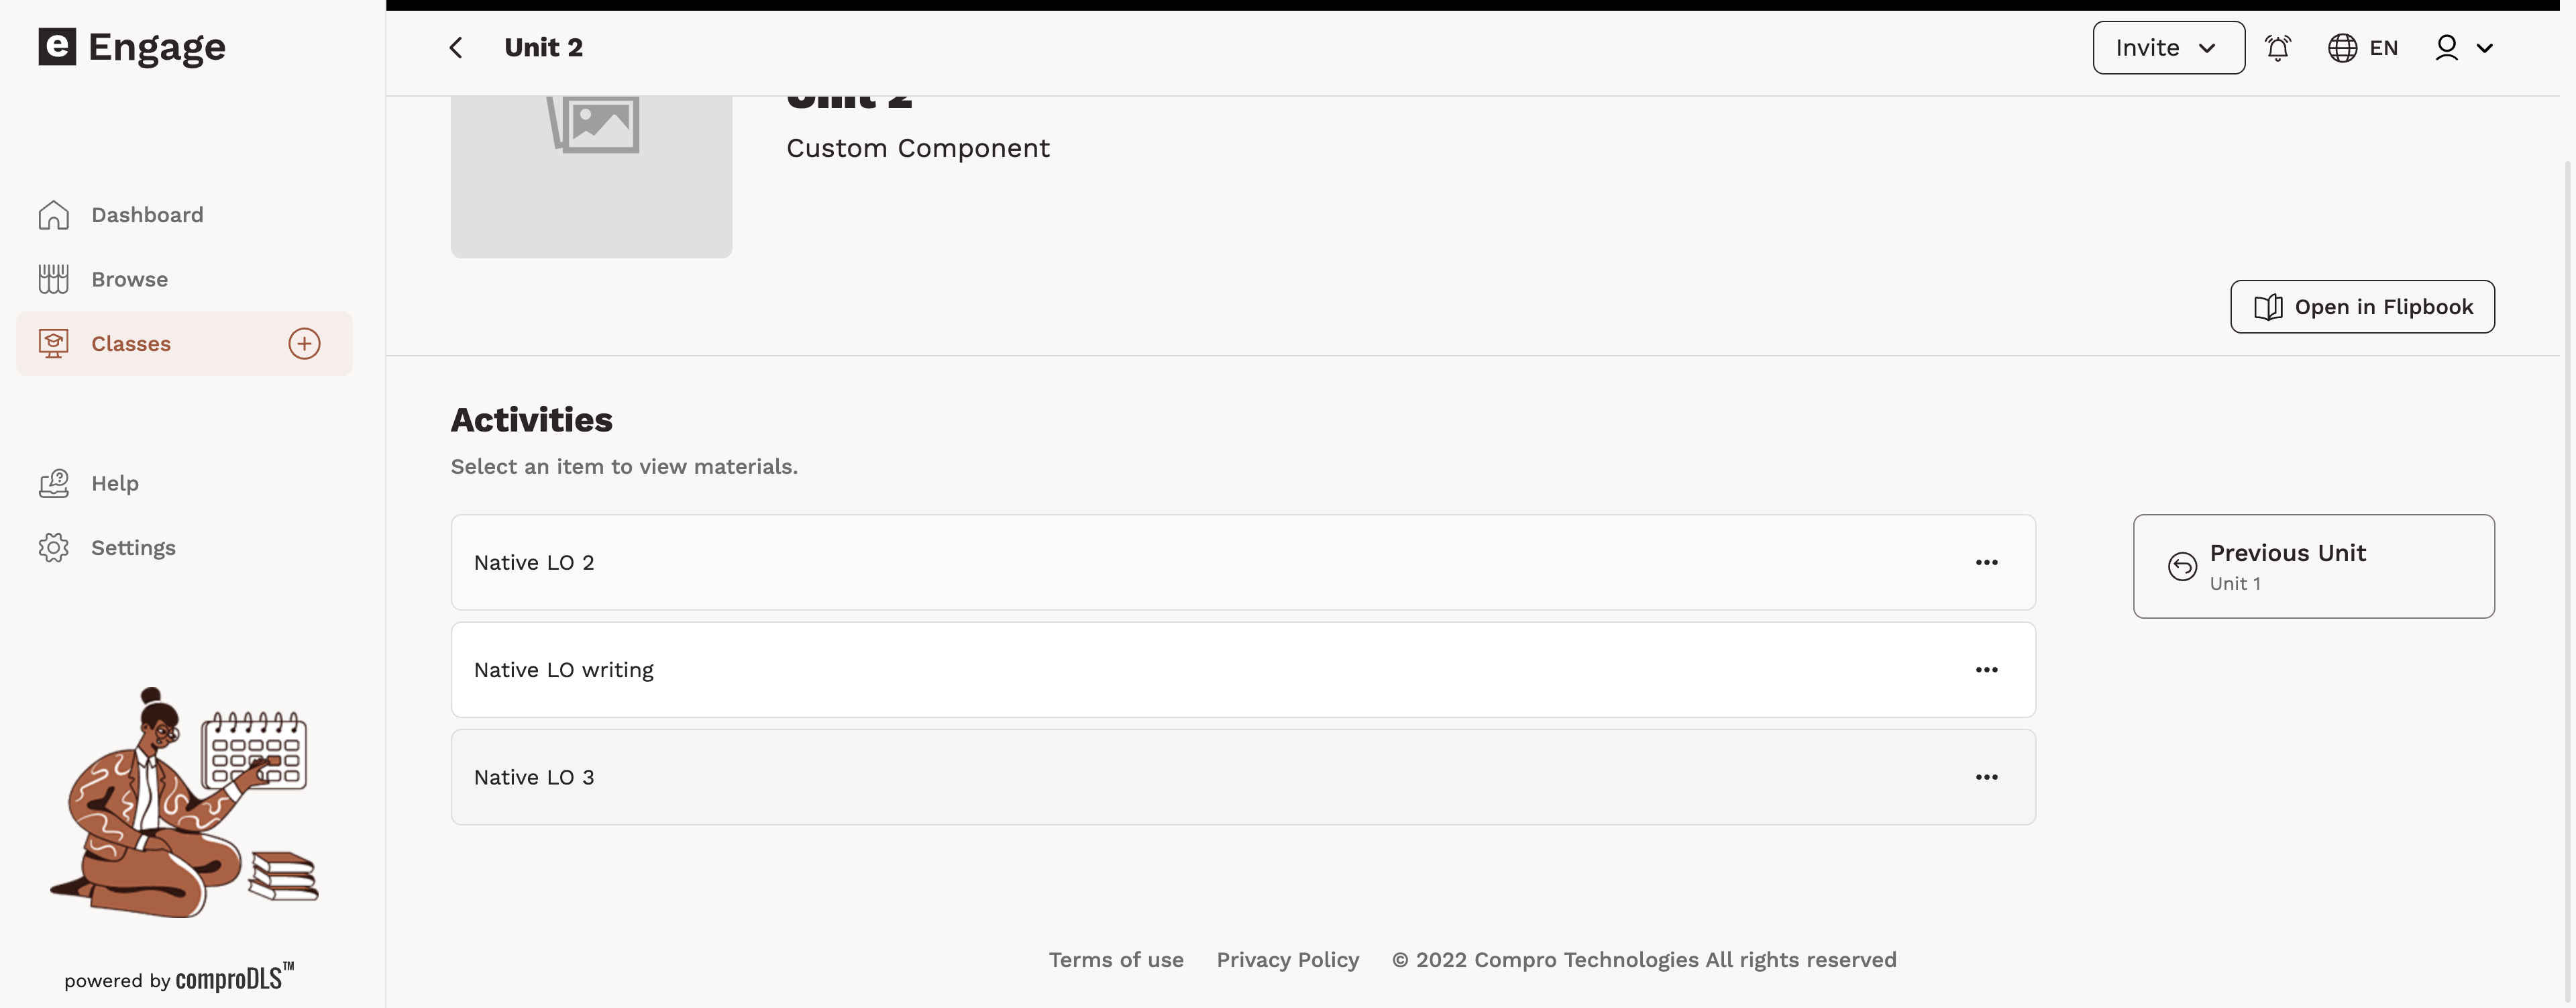 e Engage
Unit 2
Invite
EN
Unit 2
Custom Component
Dashboard
Browse
Classes
Open in Flipbook
Activities
Select an item to view materials.
Help
Settings
Native LO 2
Previous Unit
Unit 1
Native LO writing
Native LO 3
Terms of use Privacy Policy © 2022 Compro Technologies All rights reserved
powered by comproDLS™